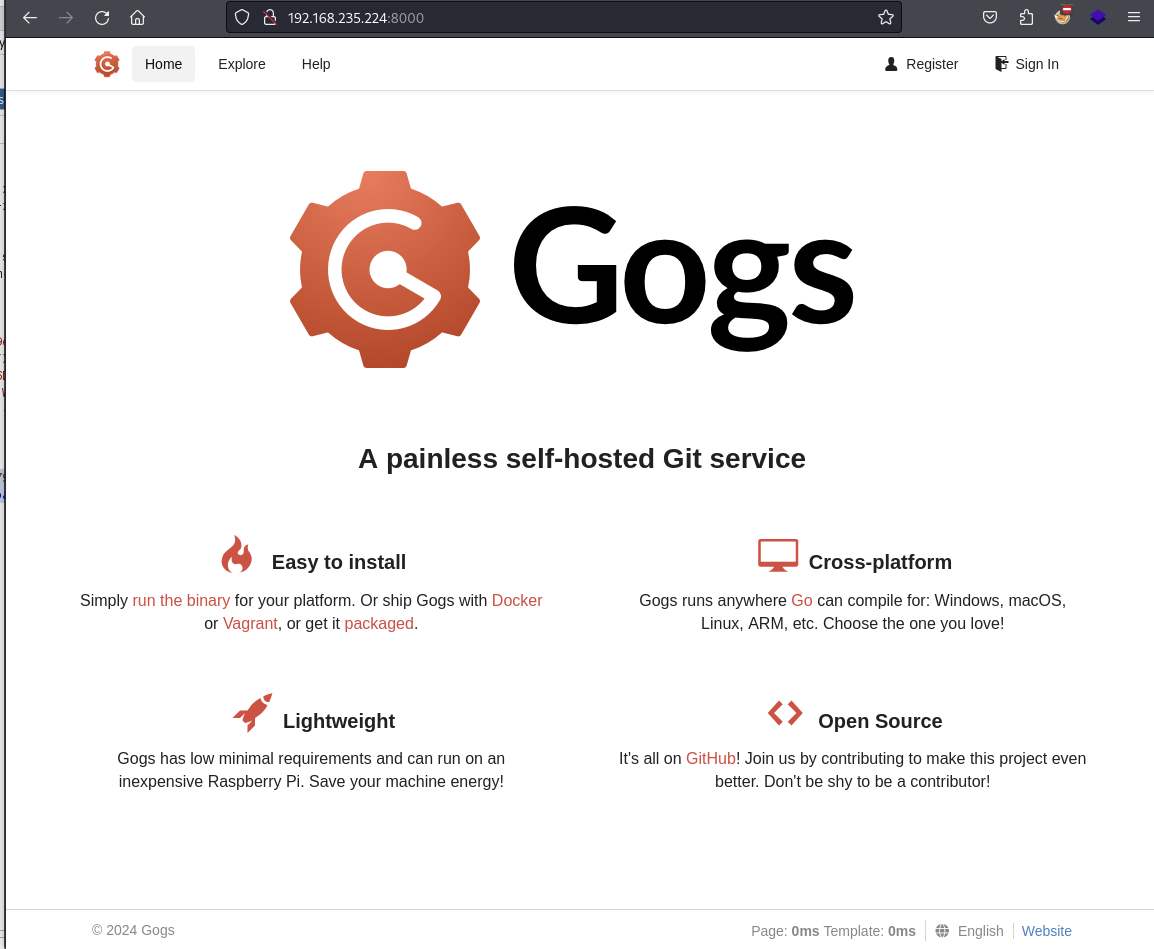 192.168.235.224:8000
Home Explore Help Register Sign In
Gogs
A painless self-hosted Git service
Easy to install
Simply run the binary for your platform. Or ship Gogs with Docker
or Vagrant, or get it packaged.
Cross-platform
Gogs runs anywhere Go can compile for: Windows, macOS,
Linux, ARM, etc. Choose the one you love!
Lightweight
Gogs has low minimal requirements and can run on an
inexpensive Raspberry Pi. Save your machine energy!
Open Source
It's all on GitHub! Join us by contributing to make this project even
better. Don't be shy to be a contributor!
© 2024 Gogs Page: 0ms Template: 0ms English Website